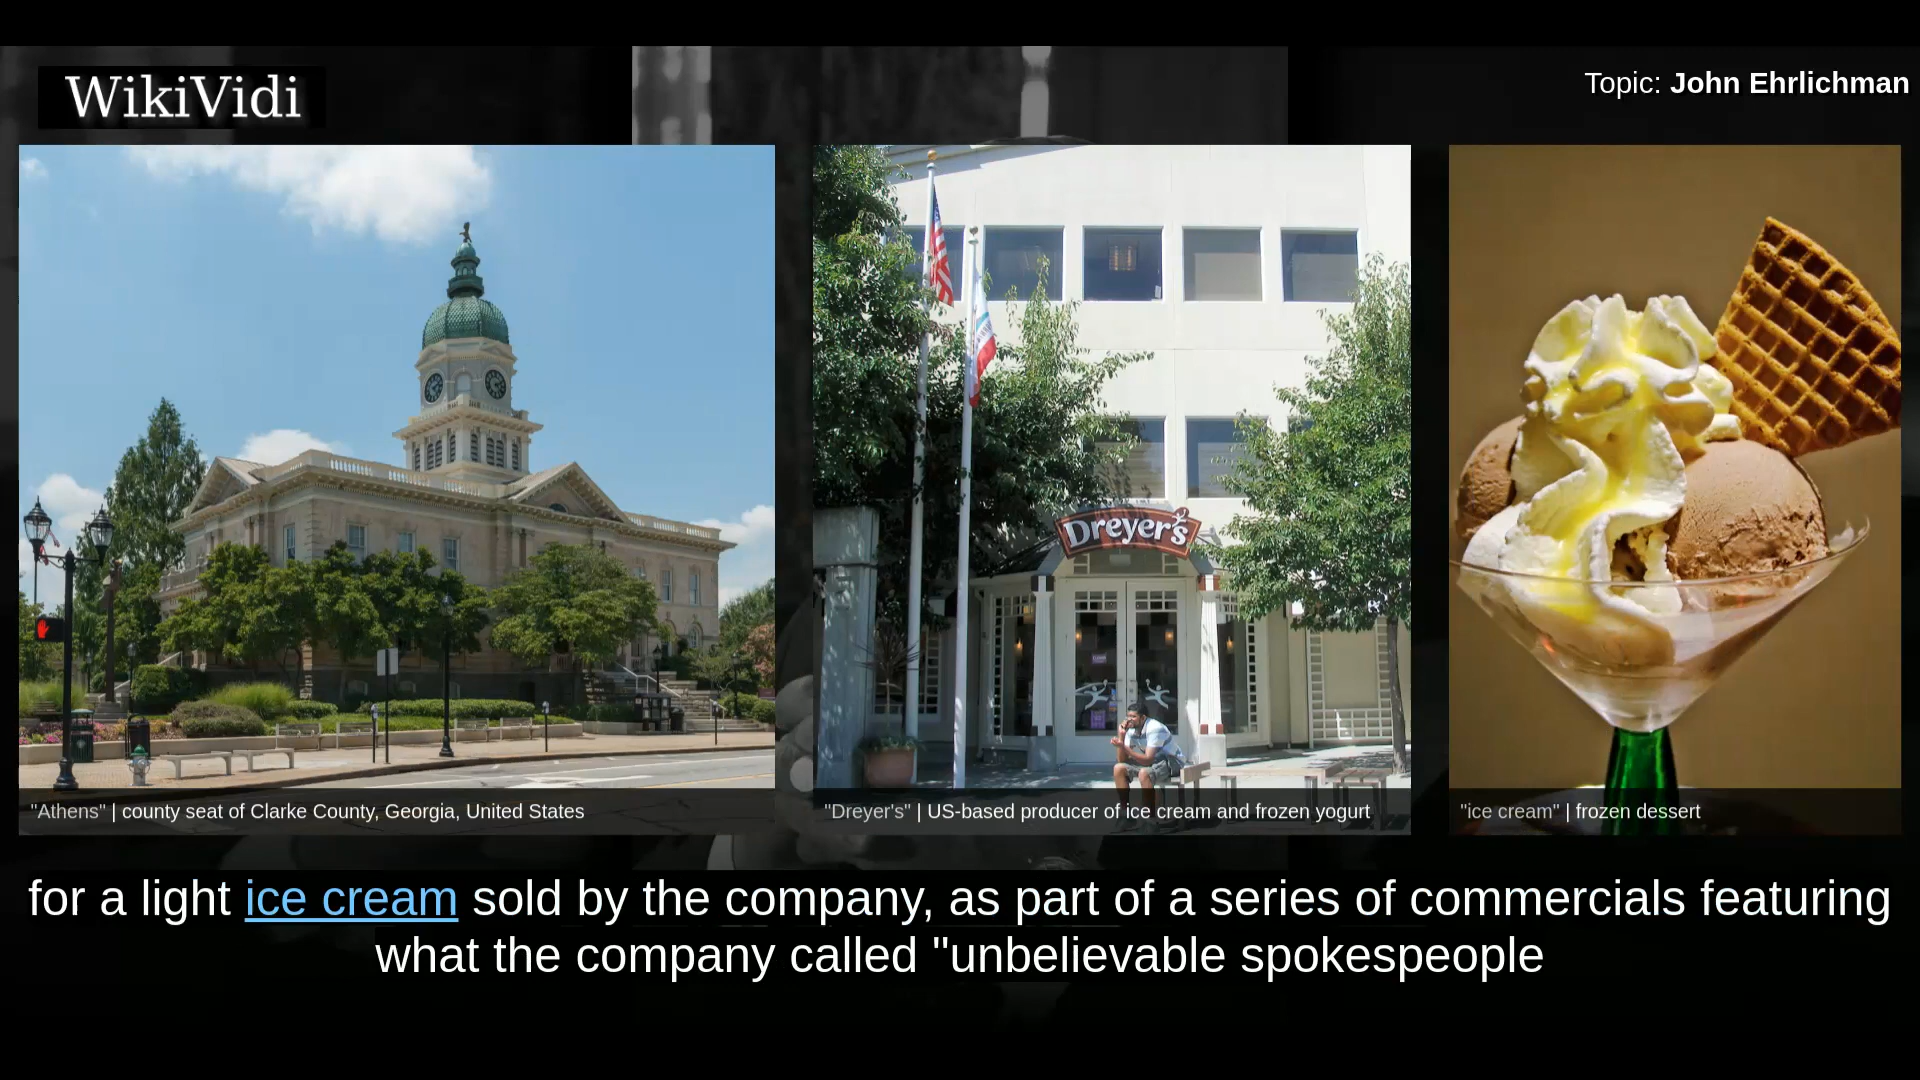 WikiVidi
Topic: John Ehrlichman
Dreyer's
"Athens" | county seat of Clarke County, Georgia, United States
"Dreyer's" | US-based producer of ice cream and frozen yogurt
"ice cream" | frozen dessert
for a light ice cream sold by the company, as part of a series of commercials featuring
what the company called "unbelievable spokespeople